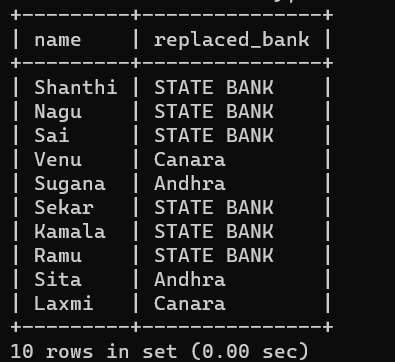 +---------+---------------+
| name    | replaced_bank |
+---------+---------------+
| Shanthi | STATE BANK    |
| Nagu    | STATE BANK    |
| Sai     | STATE BANK    |
| Venu    | Canara        |
| Sugana  | Andhra        |
| Sekar   | STATE BANK    |
| Kamala  | STATE BANK    |
| Ramu    | STATE BANK    |
| Sita    | Andhra        |
| Laxmi   | Canara        |
+---------+---------------+
10 rows in set (0.00 sec)